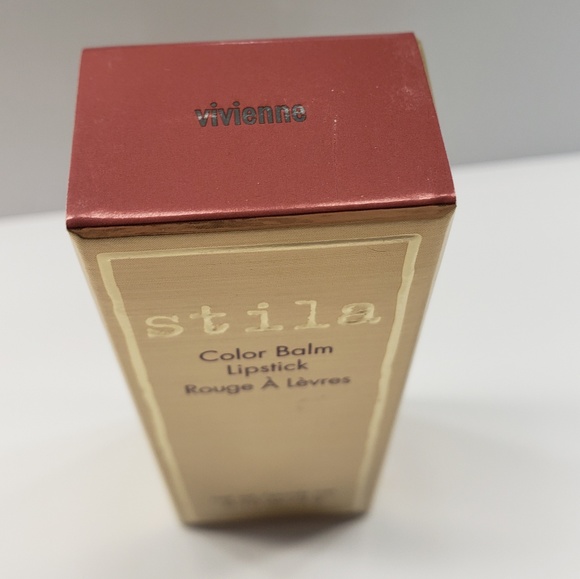 vivienne
stila
Color Balm
Lipstick
Rouge À Lèvres